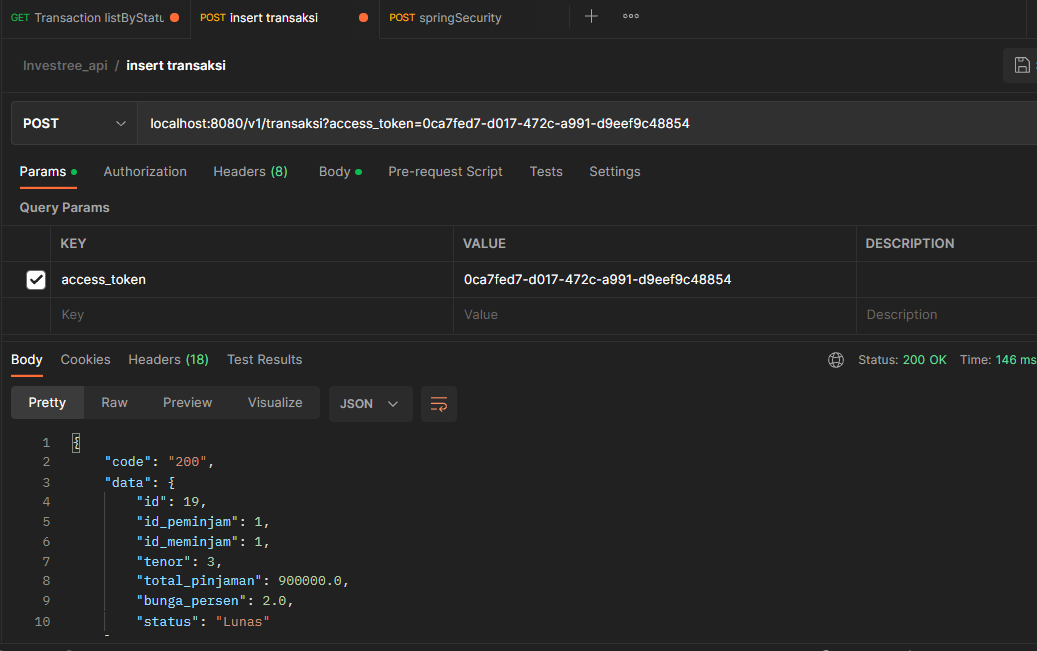 GET Transaction listByStatu POST insert transaksi POST springSecurity
Investree_api / insert transaksi
POST localhost:8080/v1/transaksi?access_token=0ca7fed7-d017-472c-a991-d9eef9c48854
Params Authorization Headers (8) Body Pre-request Script Tests Settings
Query Params
KEY VALUE DESCRIPTION
access_token 0ca7fed7-d017-472c-a991-d9eef9c48854
Key Value Description
Body Cookies Headers (18) Test Results Status: 200 OK Time: 146 ms
Pretty Raw Preview Visualize JSON
1 {
2 "code": "200",
3 "data": {
4 "id": 19,
5 "id_peminjam": 1,
6 "id_meminjam": 1,
7 "tenor": 3,
8 "total_pinjaman": 900000.0,
9 "bunga_persen": 2.0,
10 "status": "Lunas"